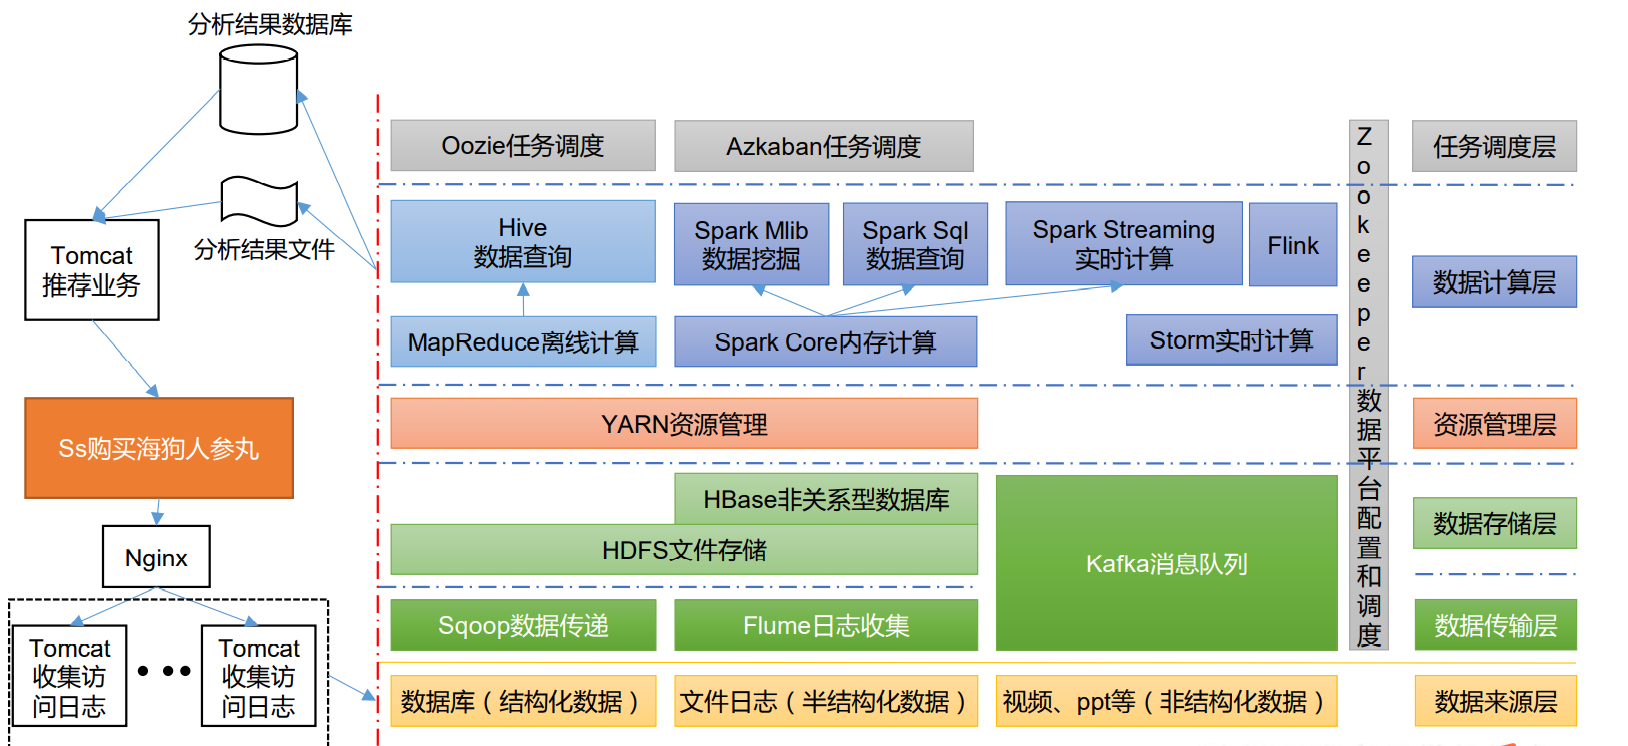 分析结果数据库
分析结果文件
Tomcat
推荐业务
Ss购买海狗人参丸
Nginx
Tomcat
收集访
问日志
Tomcat
收集访
问日志
Oozie任务调度
Azkaban任务调度
任务调度层
Hive
数据查询
Spark Mlib
数据挖掘
Spark Sql
数据查询
Spark Streaming
实时计算
Flink
数据计算层
MapReduce离线计算
Spark Core内存计算
Storm实时计算
YARN资源管理
资源管理层
HBase非关系型数据库
HDFS文件存储
Kafka消息队列
数据存储层
Sqoop数据传递
Flume日志收集
数据传输层
数据库（结构化数据）
文件日志（半结构化数据）
视频、ppt等（非结构化数据）
数据来源层
Zookeeper数据平台配置和调度